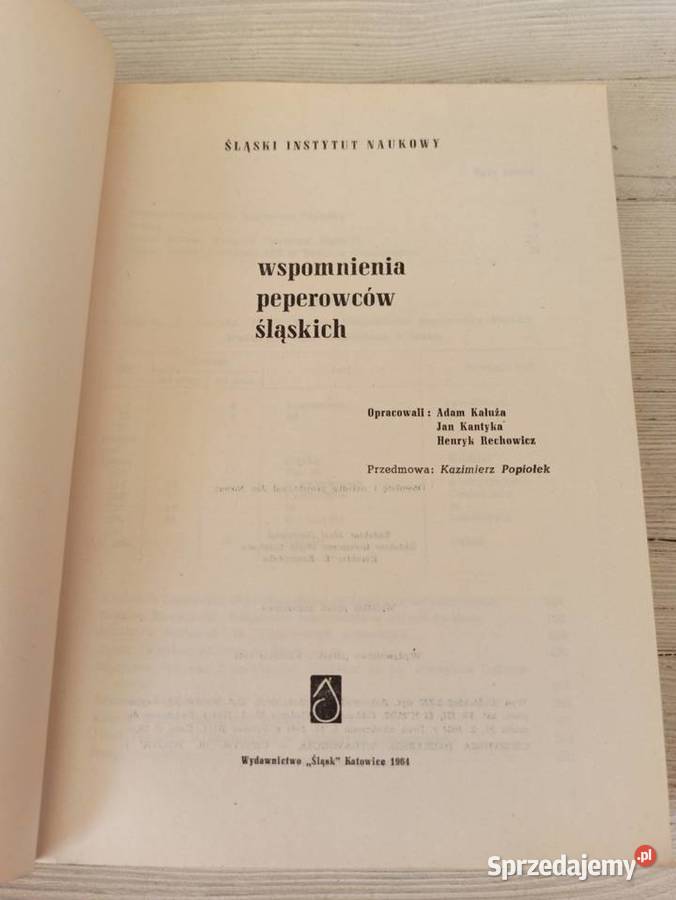 ŚLĄSKI INSTYTUT NAUKOWY
wspomnienia
peperowców
śląskich
Opracowali: Adam Kałuża
Jan Kantyka
Henryk Rechowicz
Przedmowa: Kazimierz Popiołek
Wydawnictwo „Śląsk" Katowice 1964
Sprzedajemy.pl